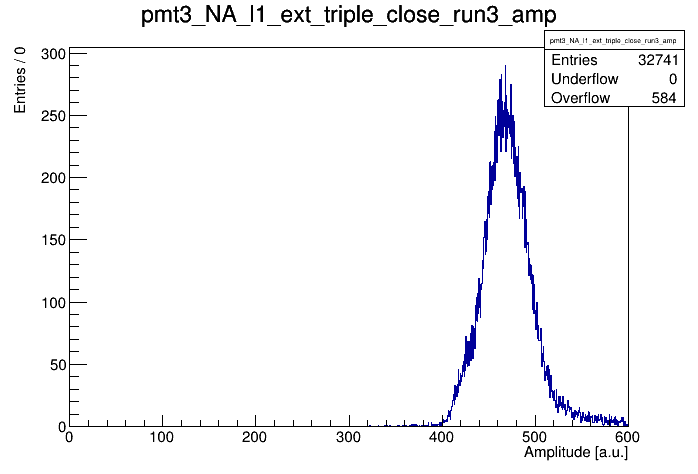 pmt3_NA_l1_ext_triple_close_run3_amp
pmt3_NA_l1_ext_triple_close_run3_amp
Entries 32741
Underflow 0
Overflow 584
Entries / 0
300
250
200
150
100
50
0
0 100 200 300 400 500 600
Amplitude [a.u.]